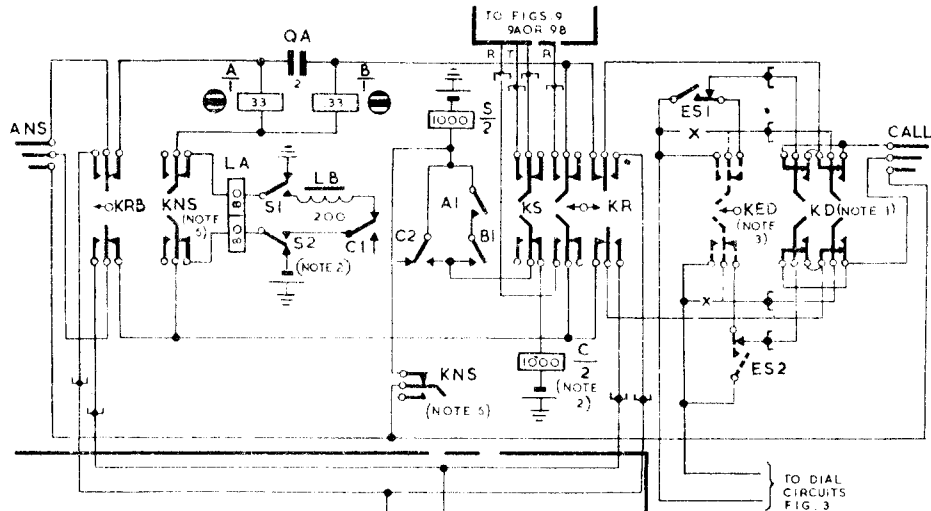 TO FIGS. 9
9A OR 9B
R T R
QA
2
A
1
33
B
1
33
S
2
1000
ANS
CALL
ES1
X
KRB
KNS
(NOTE
5)
LA
80
80
S1
LB
200
S2
C1
(NOTE 2)
A1
C2
B1
KS
KR
KED
(NOTE
3)
KD (NOTE 1)
X
ES2
KNS
(NOTE 5)
1000
C
2
(NOTE
2)
TO DIAL
CIRCUITS
FIG. 3